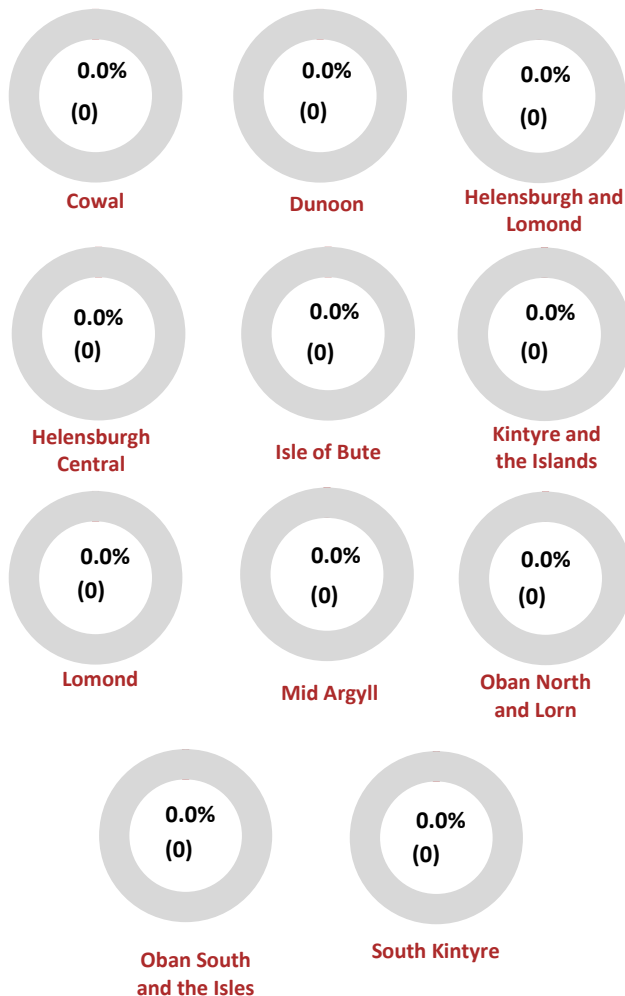 0.0%
(0)
Cowal
0.0%
(0)
Dunoon
0.0%
(0)
Helensburgh and
Lomond
0.0%
(0)
Helensburgh
Central
0.0%
(0)
Isle of Bute
0.0%
(0)
Kintyre and
the Islands
0.0%
(0)
Lomond
0.0%
(0)
Mid Argyll
0.0%
(0)
Oban North
and Lorn
0.0%
(0)
Oban South
and the Isles
0.0%
(0)
South Kintyre